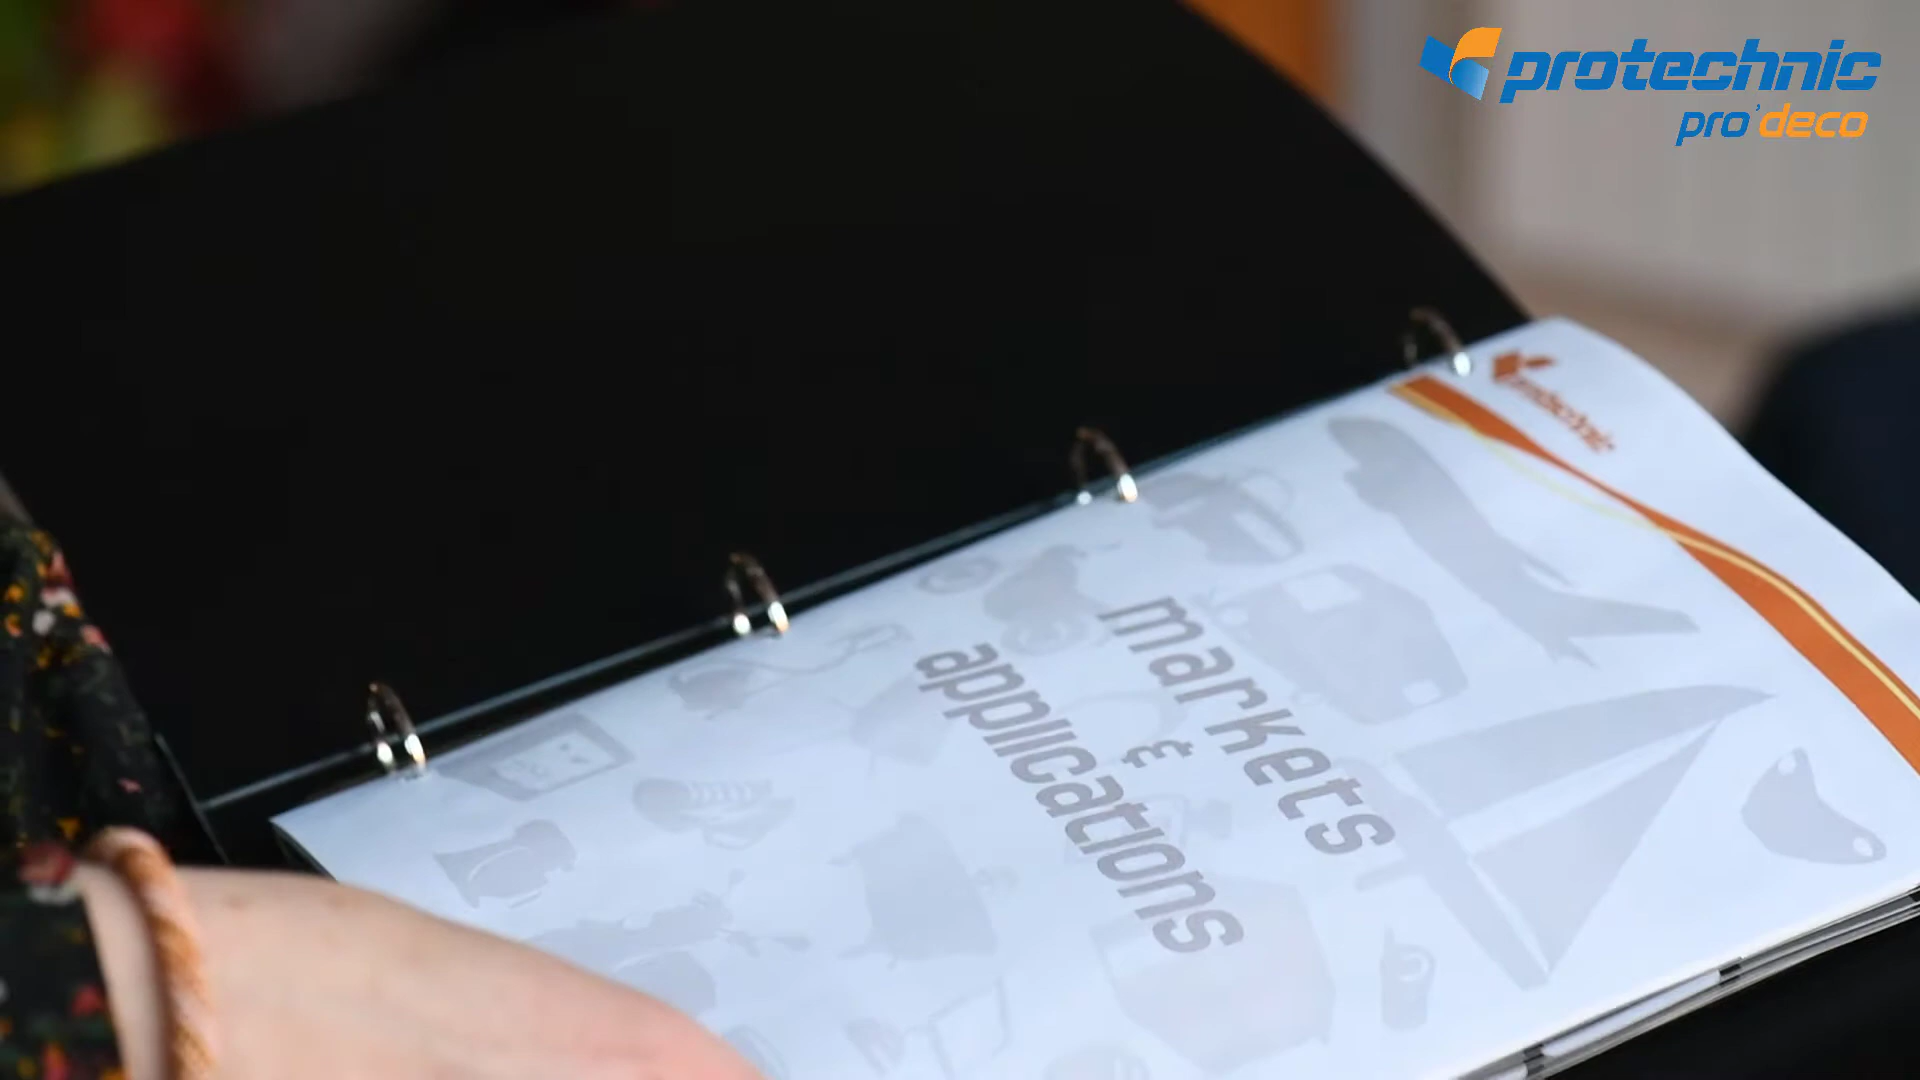 protechnic
pro'deco
protechnic
markets
&
applications